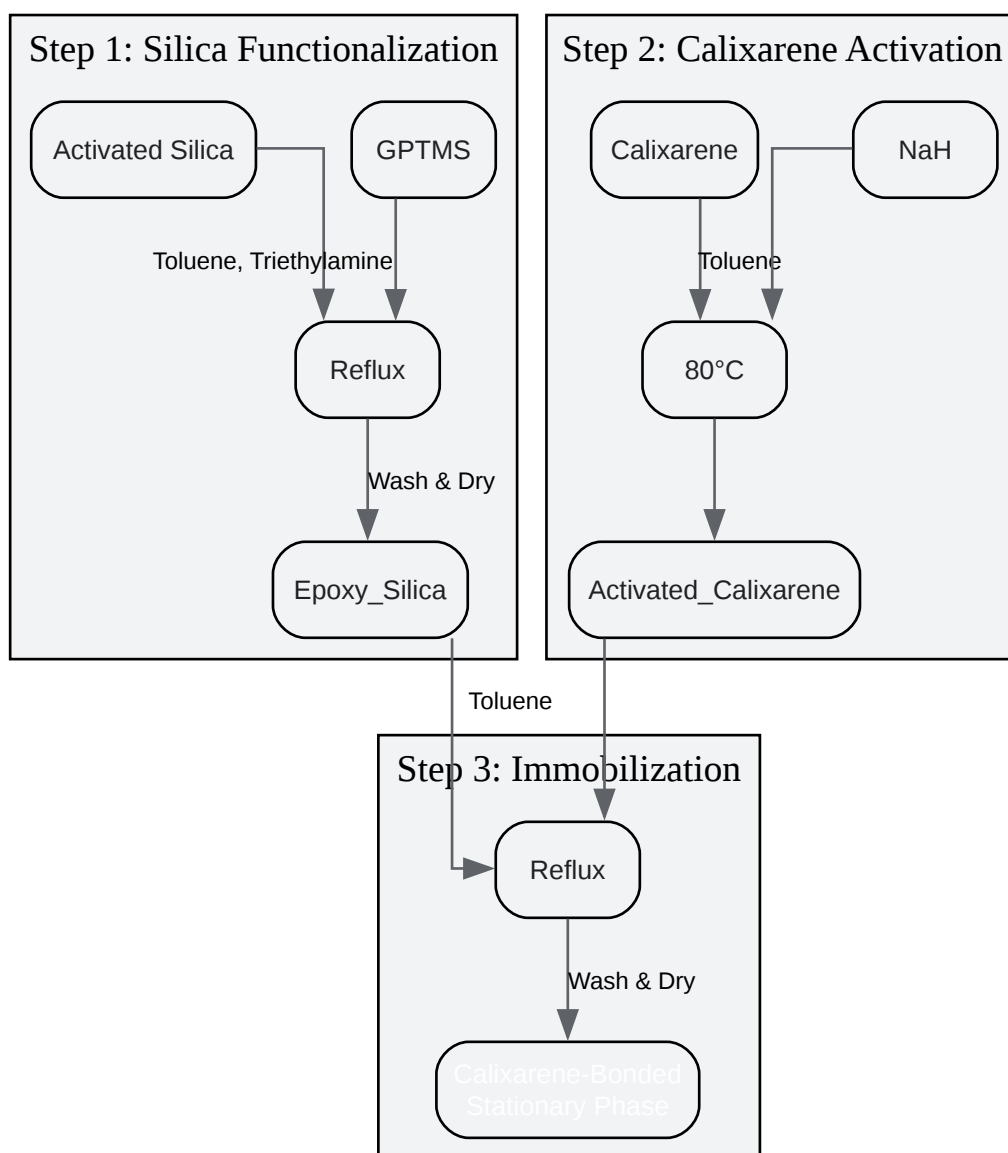 Step 1: Silica Functionalization
Activated Silica
GPTMS
Toluene, Triethylamine
Reflux
Wash & Dry
Epoxy_Silica
Step 2: Calixarene Activation
Calixarene
NaH
Toluene
80°C
Activated_Calixarene
Toluene
Step 3: Immobilization
Reflux
Wash & Dry
Calixarene-Bonded
Stationary Phase